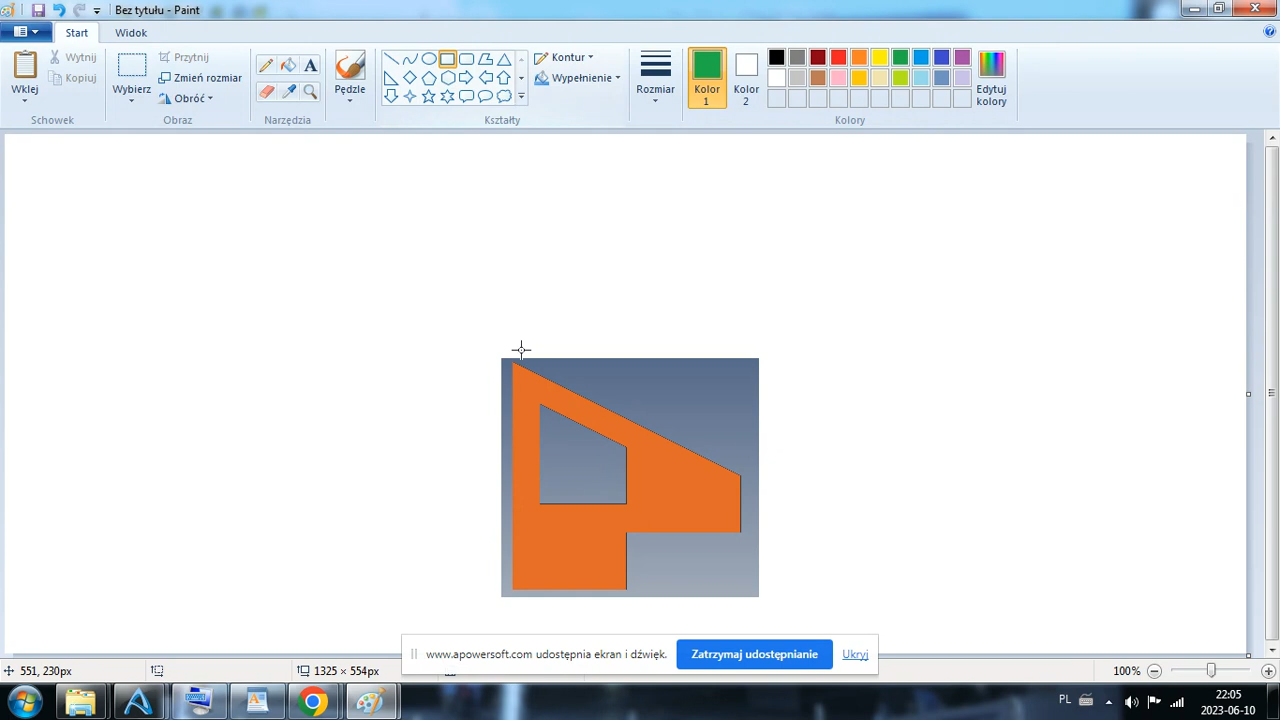 Bez tytułu - Paint
Start Widok
Wklej
Wytnij
Kopiuj
Schowek
Wybierz
Przytnij
Zmień rozmiar
Obróć
Obraz
Narzędzia
Pędzle
Kształty
Kontur
Wypełnienie
Rozmiar
Kolor 1
Kolor 2
Edytuj kolory
Kolory
www.apowersoft.com udostępnia ekran i dźwięk. Zatrzymaj udostępnianie Ukryj
551, 230px 1325 × 554px 100%
PL 22:05
2023-06-10